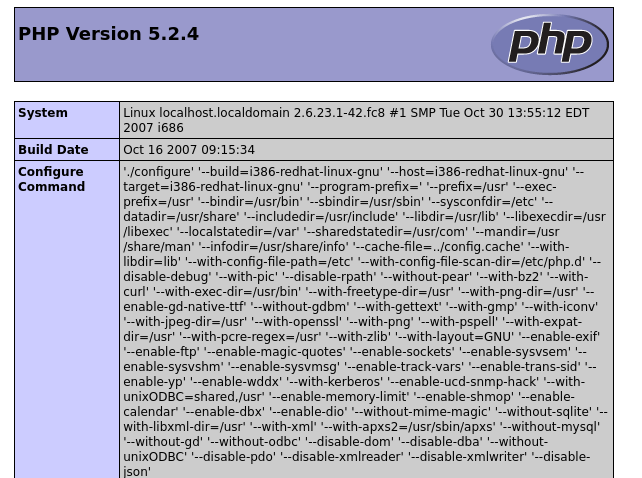 PHP Version 5.2.4
php
System
Linux localhost.localdomain 2.6.23.1-42.fc8 #1 SMP Tue Oct 30 13:55:12 EDT
2007 i686
Build Date
Oct 16 2007 09:15:34
Configure
Command
'./configure' '--build=i386-redhat-linux-gnu' '--host=i386-redhat-linux-gnu' '--
target=i386-redhat-linux-gnu' '--program-prefix=' '--prefix=/usr' '--exec-
prefix=/usr' '--bindir=/usr/bin' '--sbindir=/usr/sbin' '--sysconfdir=/etc' '--
datadir=/usr/share' '--includedir=/usr/include' '--libdir=/usr/lib' '--libexecdir=/usr
/libexec' '--localstatedir=/var' '--sharedstatedir=/usr/com' '--mandir=/usr
/share/man' '--infodir=/usr/share/info' '--cache-file=../config.cache' '--with-
libdir=lib' '--with-config-file-path=/etc' '--with-config-file-scan-dir=/etc/php.d' '--
disable-debug' '--with-pic' '--disable-rpath' '--without-pear' '--with-bz2' '--with-
curl' '--with-exec-dir=/usr/bin' '--with-freetype-dir=/usr' '--with-png-dir=/usr' '--
enable-gd-native-ttf' '--without-gdbm' '--with-gettext' '--with-gmp' '--with-iconv'
'--with-jpeg-dir=/usr' '--with-openssl' '--with-png' '--with-pspell' '--with-expat-
dir=/usr' '--with-pcre-regex=/usr' '--with-zlib' '--with-layout=GNU' '--enable-exif'
'--enable-ftp' '--enable-magic-quotes' '--enable-sockets' '--enable-sysvsem' '--
enable-sysvshm' '--enable-sysvmsg' '--enable-track-vars' '--enable-trans-sid' '--
enable-yp' '--enable-wddx' '--with-kerberos' '--enable-ucd-snmp-hack' '--with-
unixODBC=shared,/usr' '--enable-memory-limit' '--enable-shmop' '--enable-
calendar' '--enable-dbx' '--enable-dio' '--without-mime-magic' '--without-sqlite' '--
with-libxml-dir=/usr' '--with-xml' '--with-apxs2=/usr/sbin/apxs' '--without-mysql'
'--without-gd' '--without-odbc' '--disable-dom' '--disable-dba' '--without-
unixODBC' '--disable-pdo' '--disable-xmlreader' '--disable-xmlwriter' '--disable-
json'